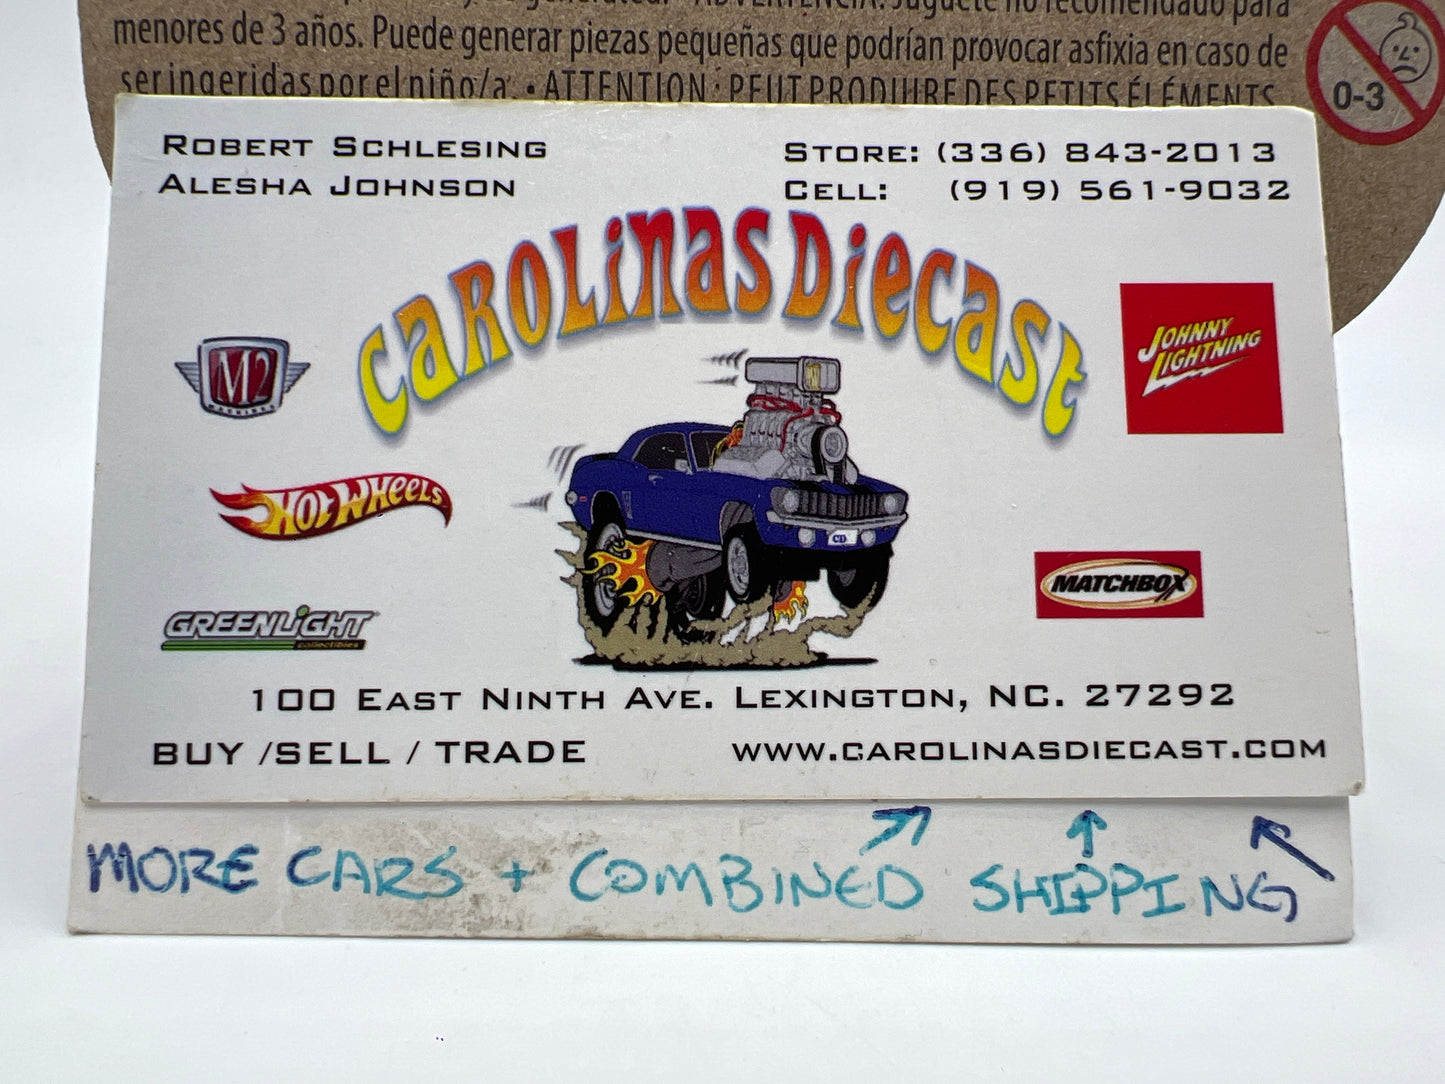 menores de 3 años. Puede generar piezas pequeñas que podrían provocar asfixia en caso de
ser ingeridas por el niño/a. • ATTENTION : PEUT PRODUIRE DES PETITS ÉLÉMENTS
0-3
ROBERT SCHLESING
ALESHA JOHNSON
STORE: (336) 843-2013
CELL: (919) 561-9032
CAROLiNAS DiECAST
M2
MACHINES
JOHNNY
LIGHTNING
HOT WHEELS
CD
MATCHBOX
GREENLiGHT
collectibles
100 EAST NINTH AVE. LEXINGTON, NC. 27292
BUY /SELL / TRADE
WWW.CAROLINASDIECAST.COM
MORE CARS + COMBINED SHIPPING